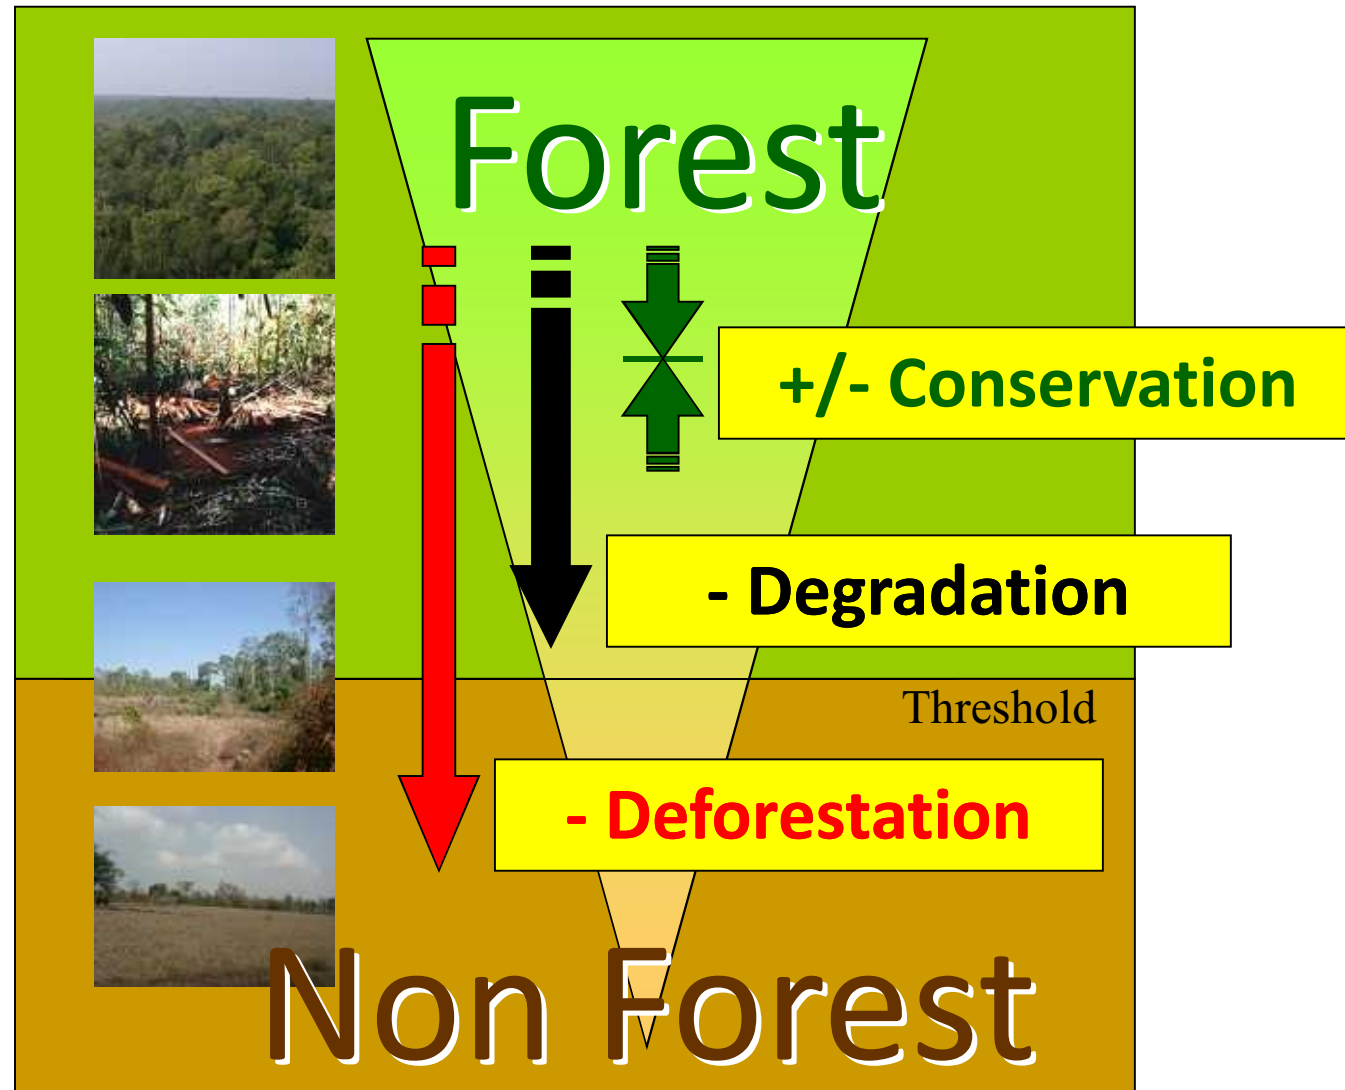 Forest
+/- Conservation
- Degradation
Threshold
- Deforestation
Non Forest